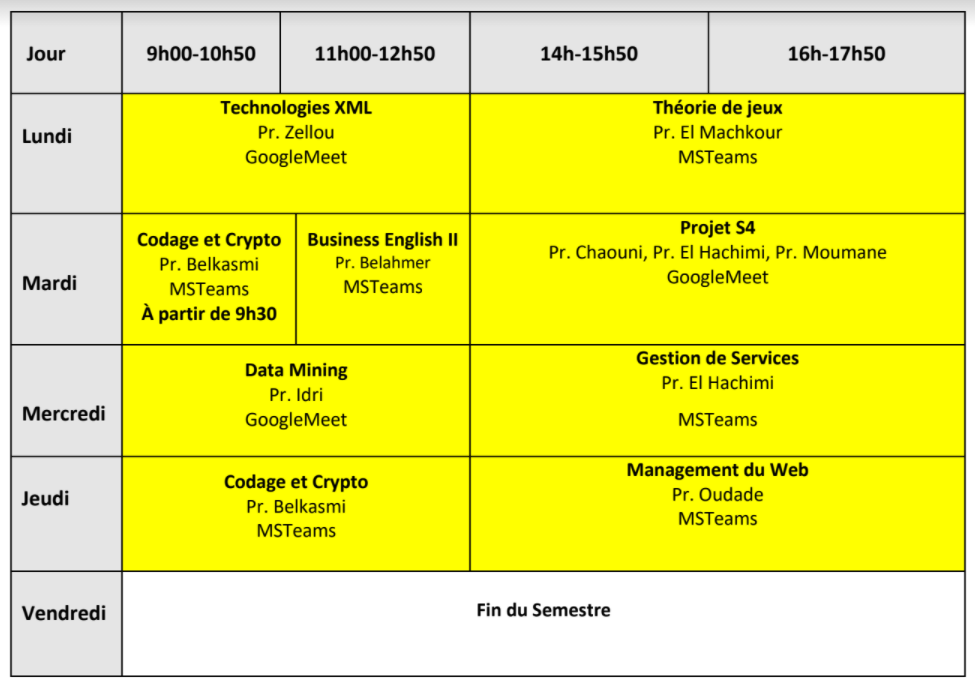 Jour
9h00-10h50
11h00-12h50
14h-15h50
16h-17h50
Lundi
Technologies XML
Pr. Zellou
GoogleMeet
Théorie de jeux
Pr. El Machkour
MSTeams
Mardi
Codage et Crypto
Pr. Belkasmi
MSTeams
À partir de 9h30
Business English II
Pr. Belahmer
MSTeams
Projet S4
Pr. Chaouni, Pr. El Hachimi, Pr. Moumane
GoogleMeet
Mercredi
Data Mining
Pr. Idri
GoogleMeet
Gestion de Services
Pr. El Hachimi
MSTeams
Jeudi
Codage et Crypto
Pr. Belkasmi
MSTeams
Management du Web
Pr. Oudade
MSTeams
Vendredi
Fin du Semestre